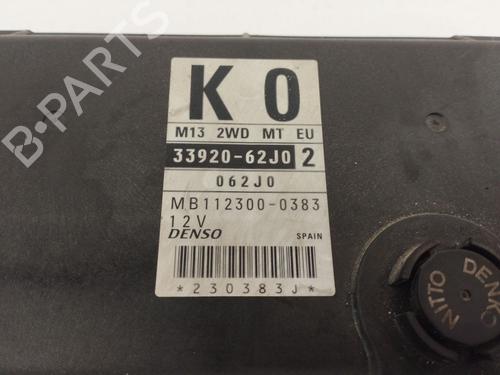 B-PARTS
K 0
M13 2WD MT EU
33920-62J0 2
062J0
MB112300-0383
12V
DENSO SPAIN
*230383J*
NITTO DENKO